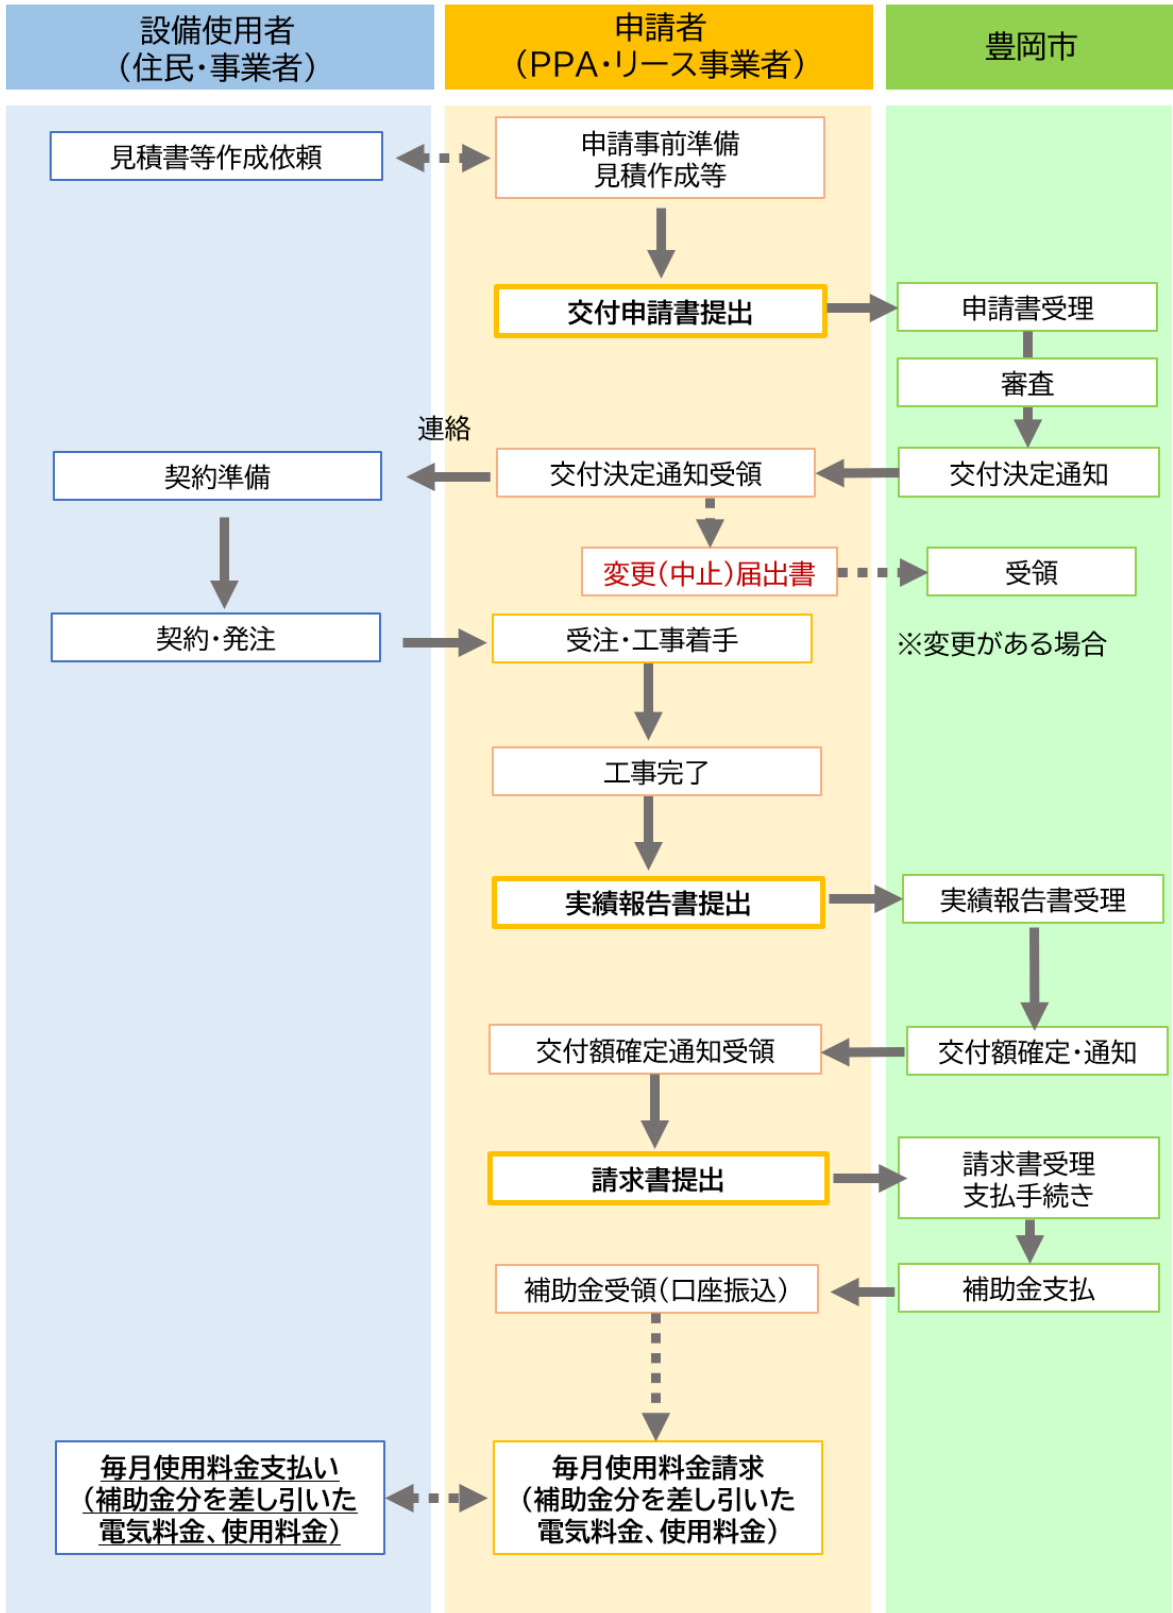 設備使用者
（住民・事業者）
申請者
（PPA・リース事業者）
豊岡市
見積書等作成依頼
申請事前準備
見積作成等
交付申請書提出
申請書受理
審査
連絡
契約準備
交付決定通知受領
交付決定通知
変更（中止）届出書
受領
契約・発注
受注・工事着手
※変更がある場合
工事完了
実績報告書提出
実績報告書受理
交付額確定通知受領
交付額確定・通知
請求書提出
請求書受理
支払手続き
補助金受領（口座振込）
補助金支払
毎月使用料金支払い
（補助金分を差し引いた
電気料金、使用料金）
毎月使用料金請求
（補助金分を差し引いた
電気料金、使用料金）